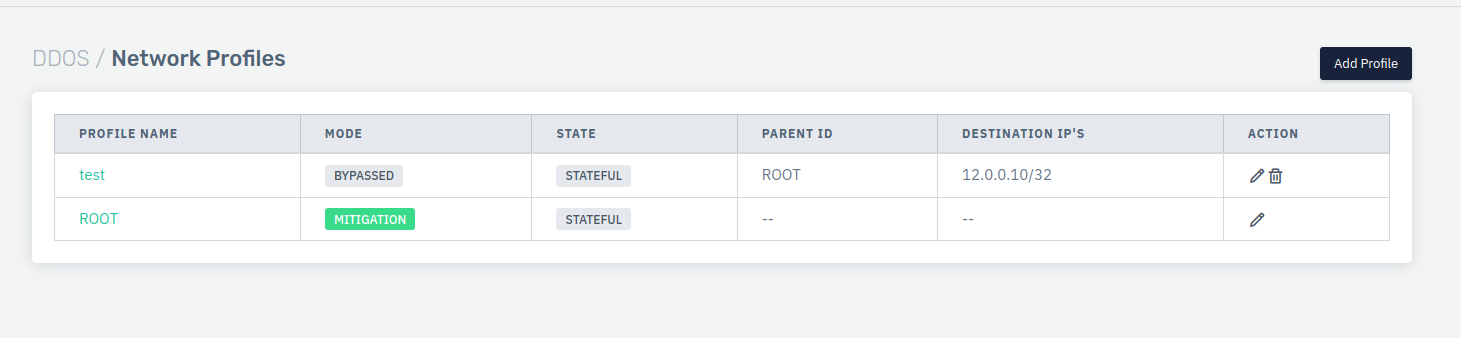 DDOS / Network Profiles
Add Profile
PROFILE NAME MODE STATE PARENT ID DESTINATION IP'S ACTION
test BYPASSED STATEFUL ROOT 12.0.0.10/32
ROOT MITIGATION STATEFUL -- --